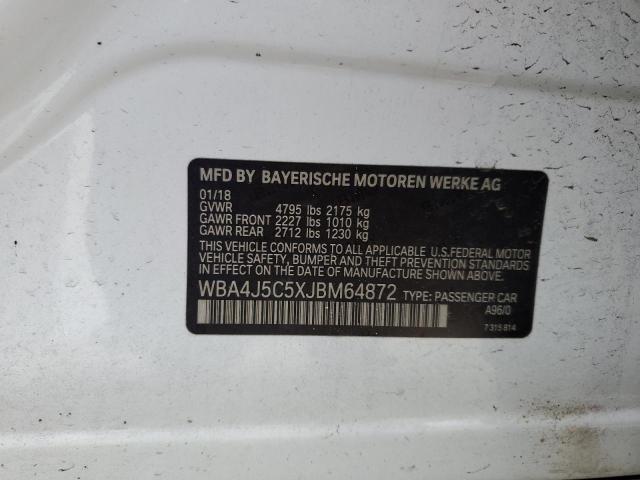 MFD BY BAYERISCHE MOTOREN WERKE AG
01/18
GVWR 4795 lbs 2175 kg
GAWR FRONT 2227 lbs 1010 kg
GAWR REAR 2712 lbs 1230 kg
THIS VEHICLE CONFORMS TO ALL APPLICABLE U.S.FEDERAL MOTOR
VEHICLE SAFETY, BUMPER AND THEFT PREVENTION STANDARDS IN
EFFECT ON THE DATE OF MANUFACTURE SHOWN ABOVE.
WBA4J5C5XJBM64872 TYPE: PASSENGER CAR
A96/0
7 315 814